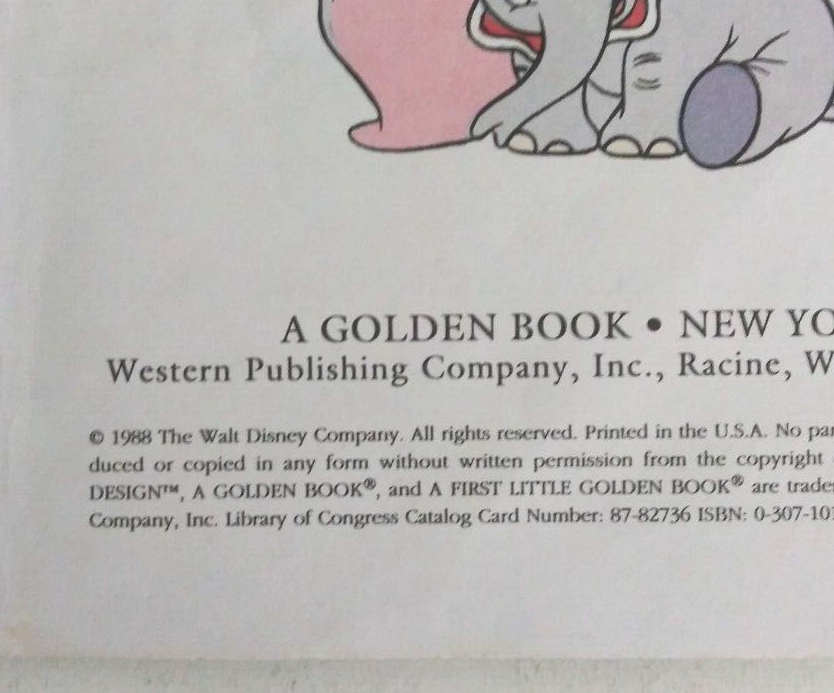 A GOLDEN BOOK • NEW YO
Western Publishing Company, Inc., Racine, W
© 1988 The Walt Disney Company. All rights reserved. Printed in the U.S.A. No par
duced or copied in any form without written permission from the copyright
DESIGN™, A GOLDEN BOOK®, and A FIRST LITTLE GOLDEN BOOK® are trade
Company, Inc. Library of Congress Catalog Card Number: 87-82736 ISBN: 0-307-101